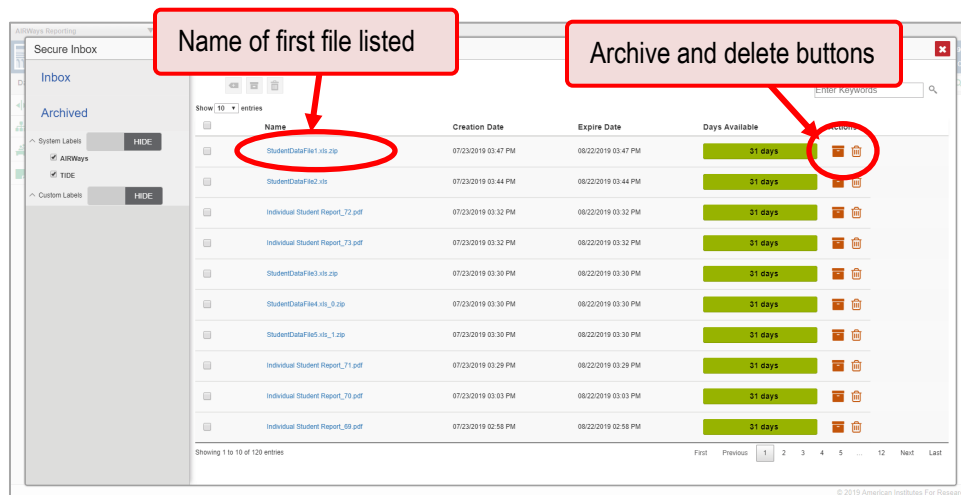 AIRWays Reporting
Name of first file listed
Archive and delete buttons
Secure Inbox
Inbox
Archived
System Labels HIDE
AIRWays
TIDE
Custom Labels HIDE
Enter Keywords
Show 10 entries
Name Creation Date Expire Date Days Available Actions
StudentDataFile1.xls.zip 07/23/2019 03:47 PM 08/22/2019 03:47 PM 31 days
StudentDataFile2.xls 07/23/2019 03:44 PM 08/22/2019 03:44 PM 31 days
Individual Student Report_72.pdf 07/23/2019 03:32 PM 08/22/2019 03:32 PM 31 days
Individual Student Report_73.pdf 07/23/2019 03:32 PM 08/22/2019 03:32 PM 31 days
StudentDataFile3.xls.zip 07/23/2019 03:30 PM 08/22/2019 03:30 PM 31 days
StudentDataFile4.xls_0.zip 07/23/2019 03:30 PM 08/22/2019 03:30 PM 31 days
StudentDataFile5.xls_1.zip 07/23/2019 03:30 PM 08/22/2019 03:30 PM 31 days
Individual Student Report_71.pdf 07/23/2019 03:29 PM 08/22/2019 03:29 PM 31 days
Individual Student Report_70.pdf 07/23/2019 03:03 PM 08/22/2019 03:03 PM 31 days
Individual Student Report_69.pdf 07/23/2019 02:58 PM 08/22/2019 02:58 PM 31 days
Showing 1 to 10 of 120 entries
First Previous 1 2 3 4 5 ... 12 Next Last
© 2019 American Institutes For Resear